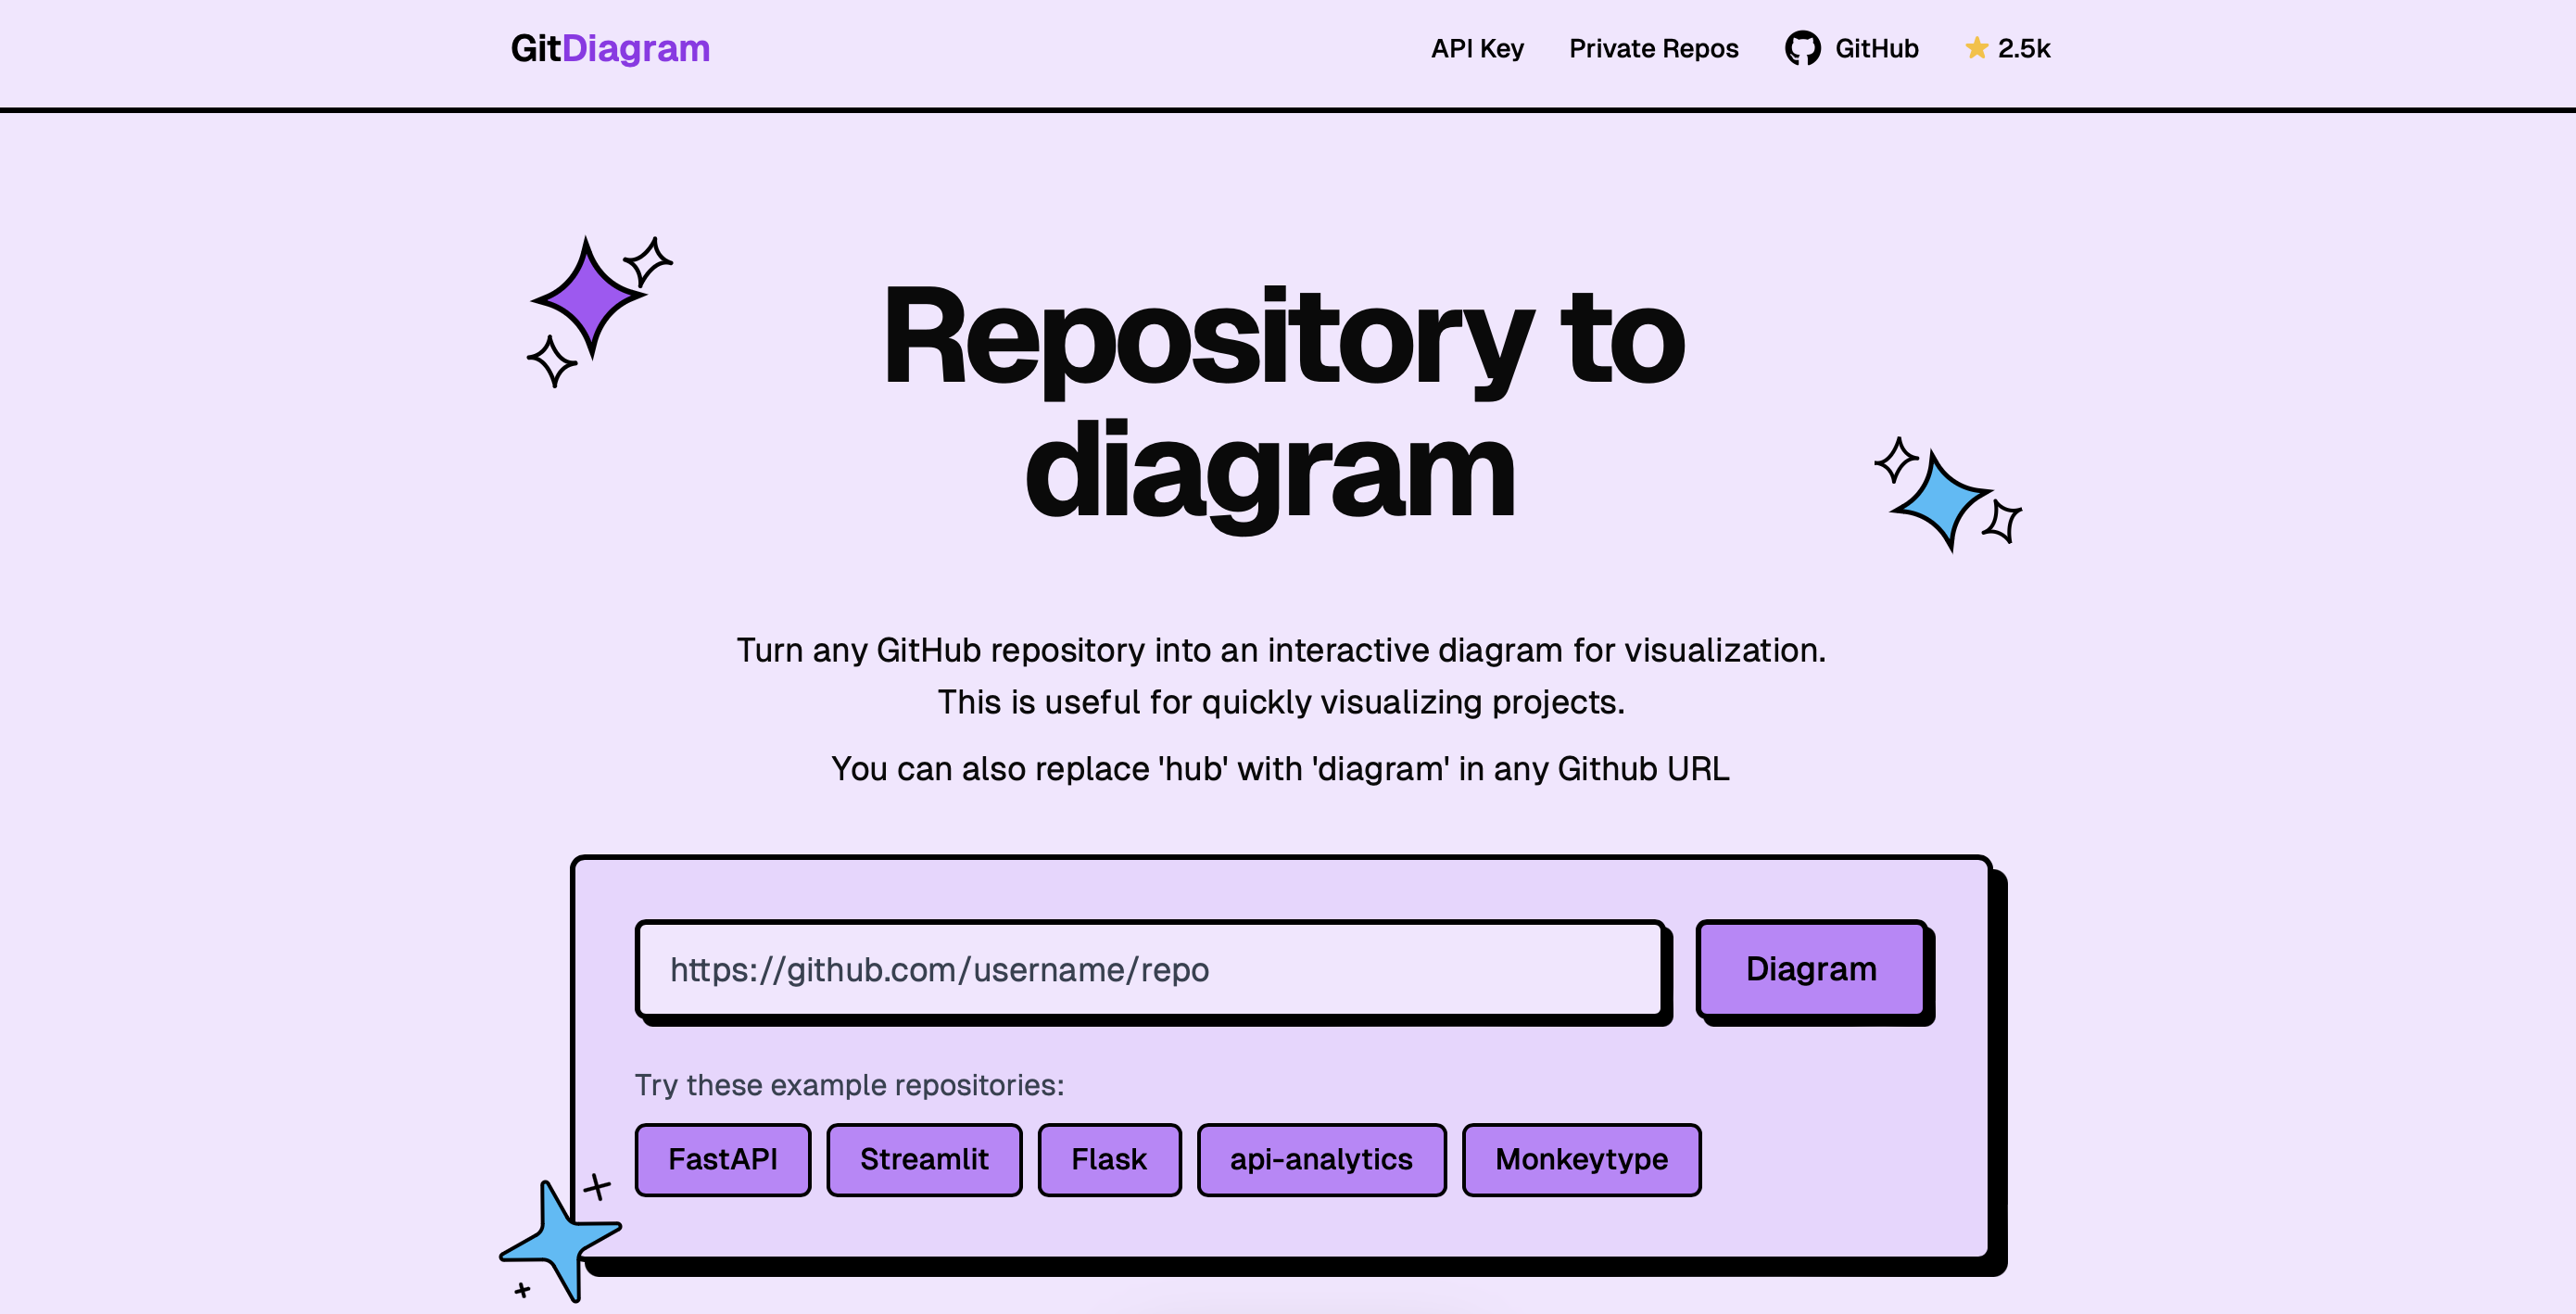 GitDiagram
API Key Private Repos GitHub 2.5k
Repository to
diagram
Turn any GitHub repository into an interactive diagram for visualization.
This is useful for quickly visualizing projects.
You can also replace 'hub' with 'diagram' in any Github URL
https://github.com/username/repo
Diagram
Try these example repositories:
FastAPI Streamlit Flask api-analytics Monkeytype